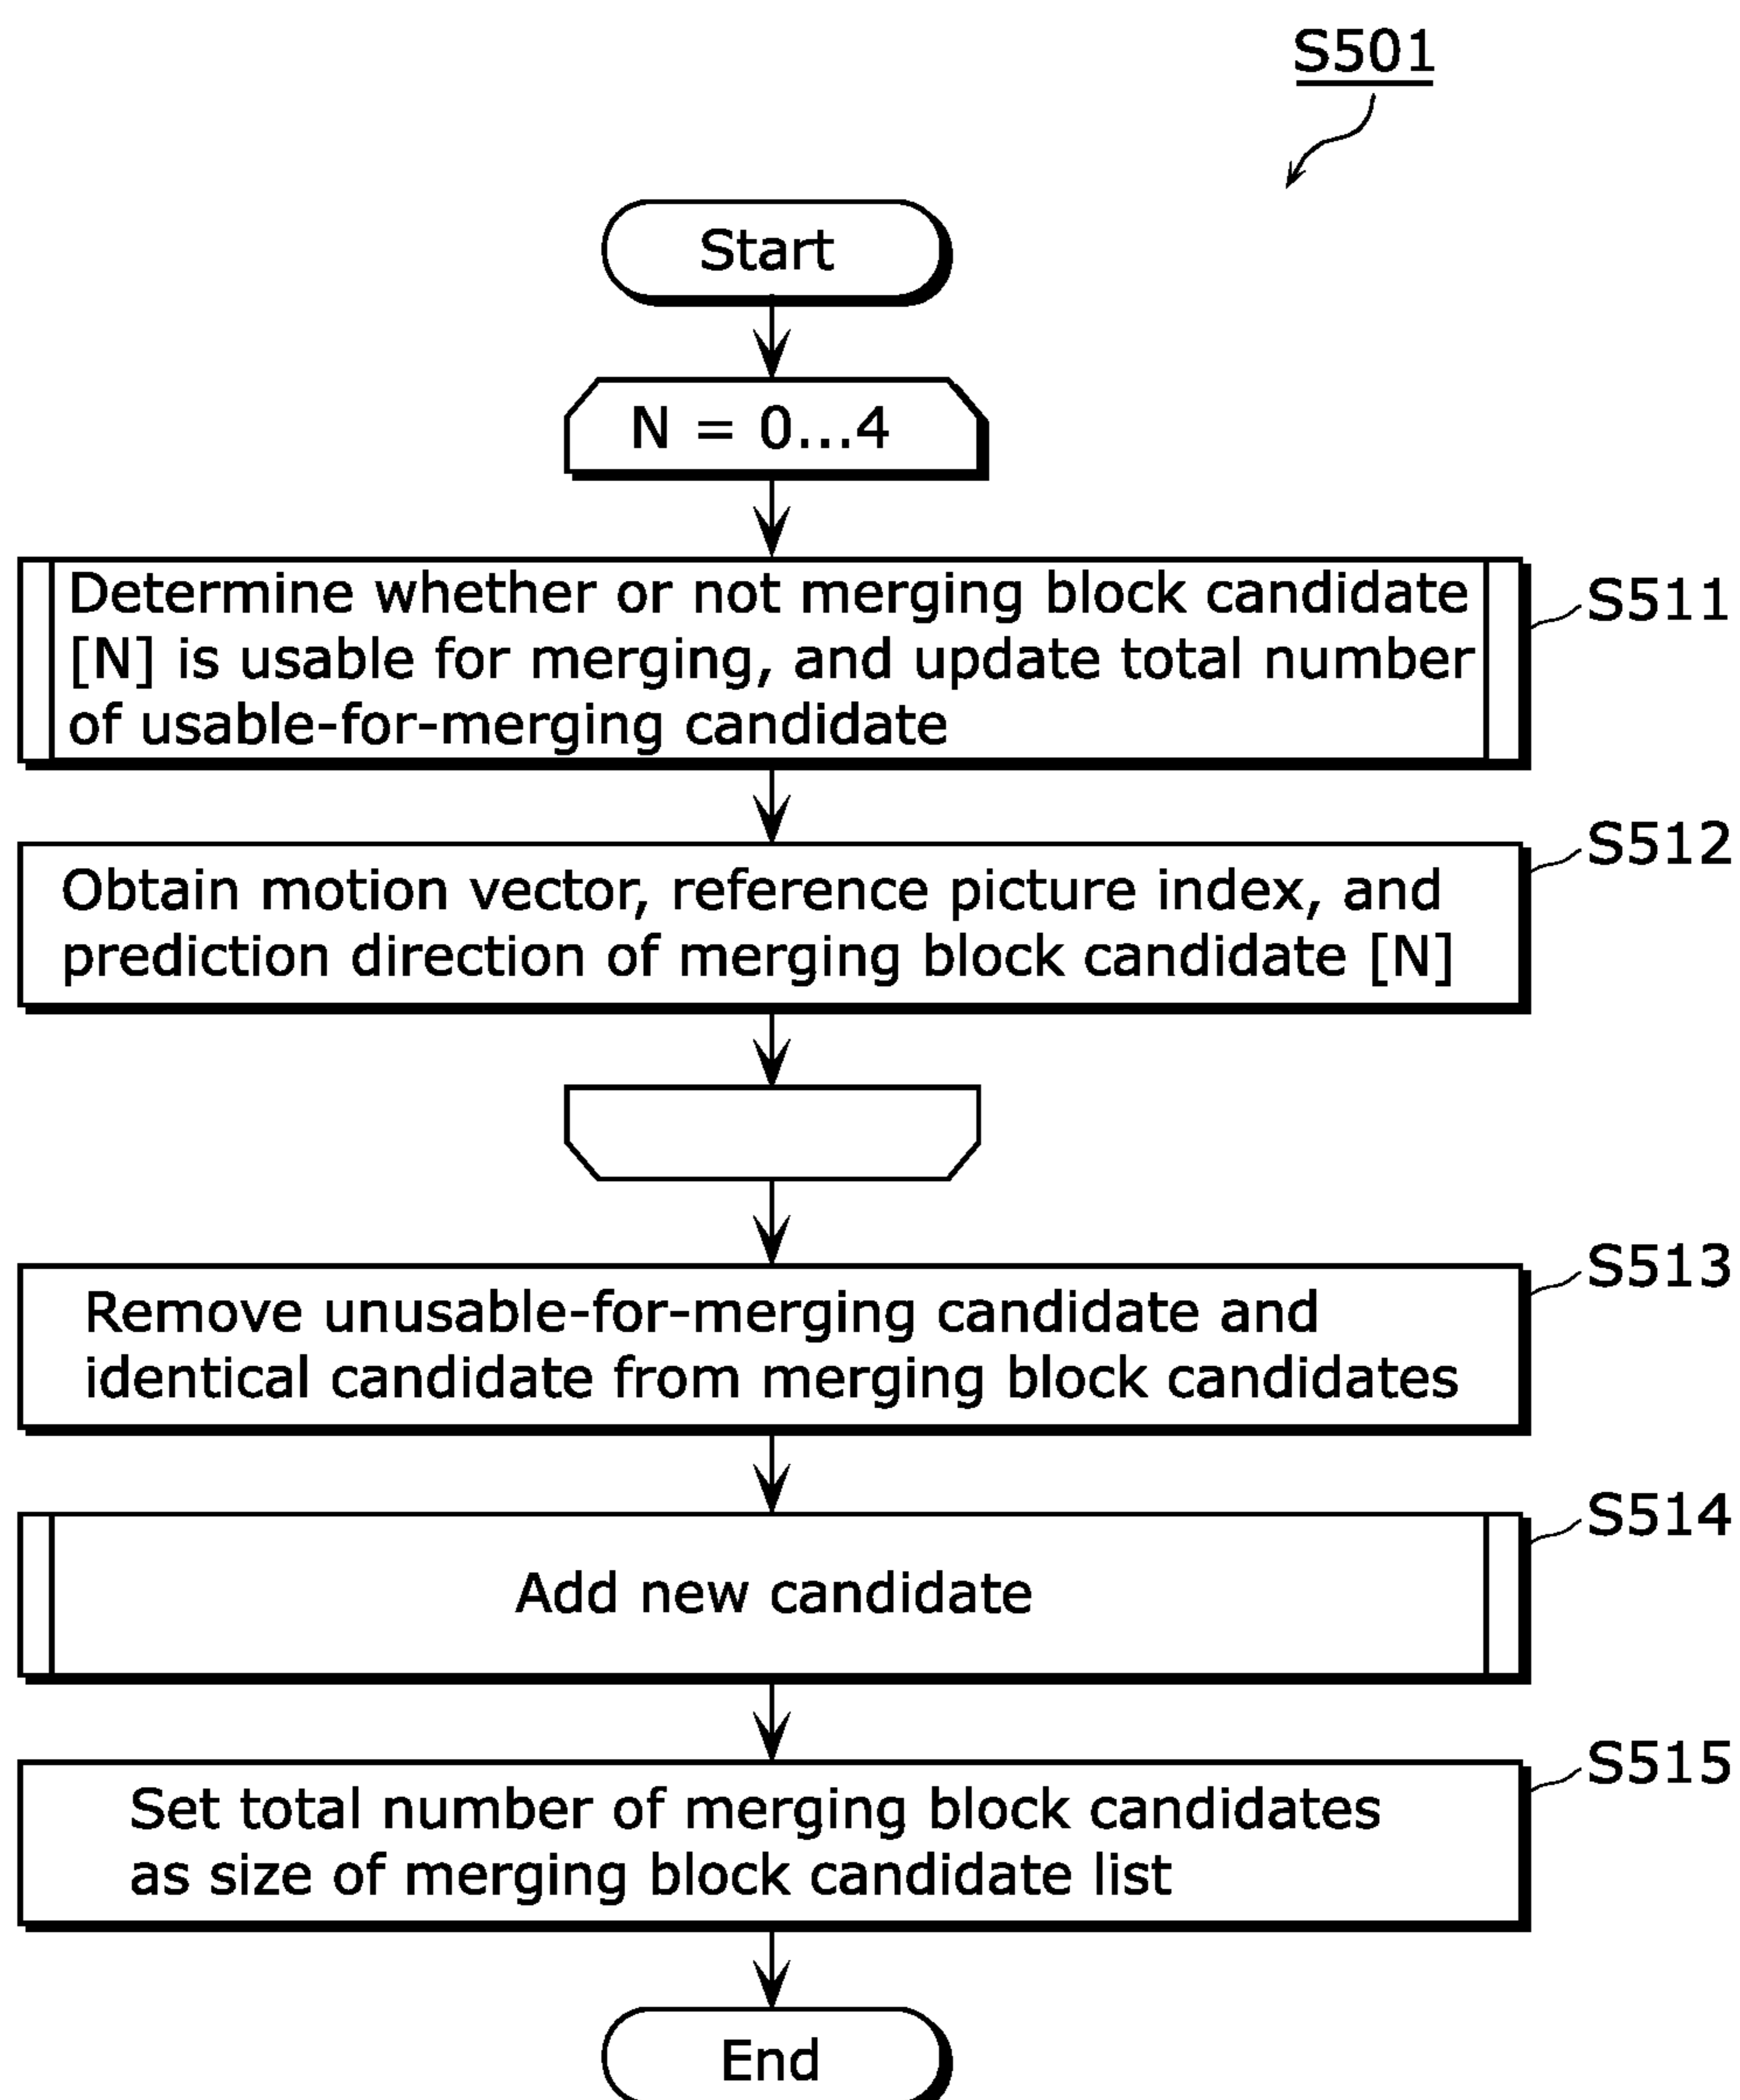 S501
Start
N = 0...4
Determine whether or not merging block candidate
[N] is usable for merging, and update total number
of usable-for-merging candidate
S511
Obtain motion vector, reference picture index, and
prediction direction of merging block candidate [N]
S512
Remove unusable-for-merging candidate and
identical candidate from merging block candidates
S513
Add new candidate
S514
Set total number of merging block candidates
as size of merging block candidate list
S515
End